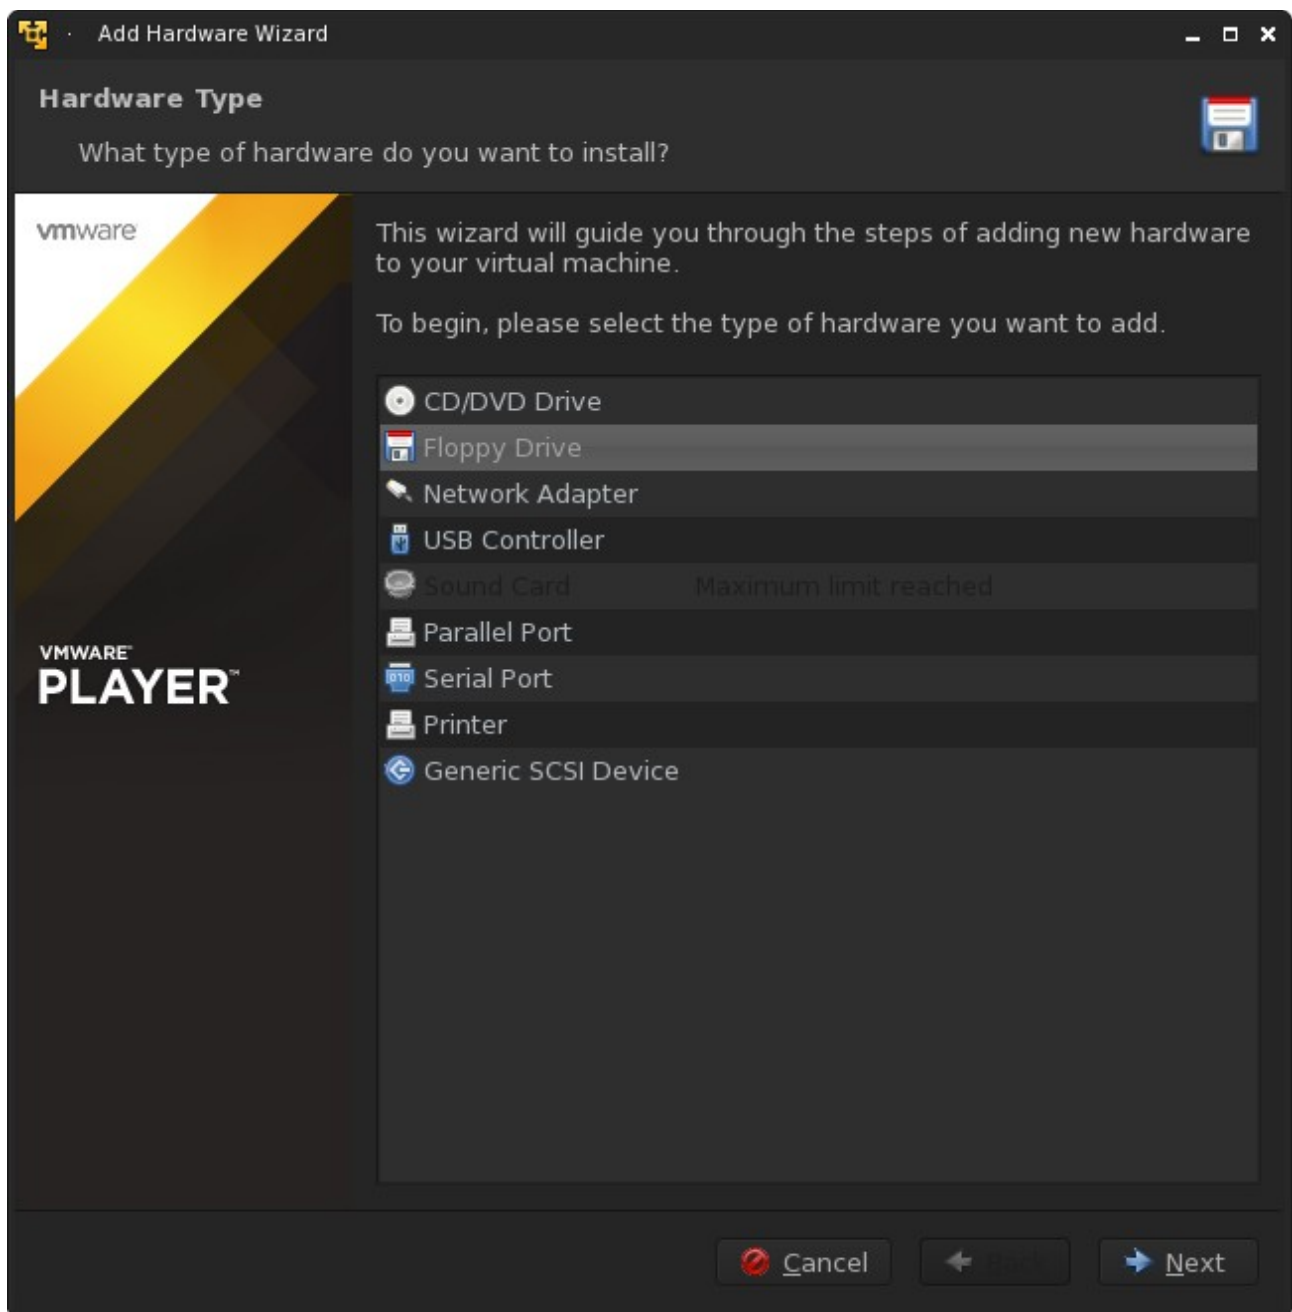 Add Hardware Wizard
Hardware Type
What type of hardware do you want to install?
vmware
This wizard will guide you through the steps of adding new hardware
to your virtual machine.
To begin, please select the type of hardware you want to add.
CD/DVD Drive
Floppy Drive
Network Adapter
USB Controller
Sound Card Maximum limit reached
Parallel Port
Serial Port
Printer
Generic SCSI Device
VMWARE™
PLAYER™
Cancel
Back
Next